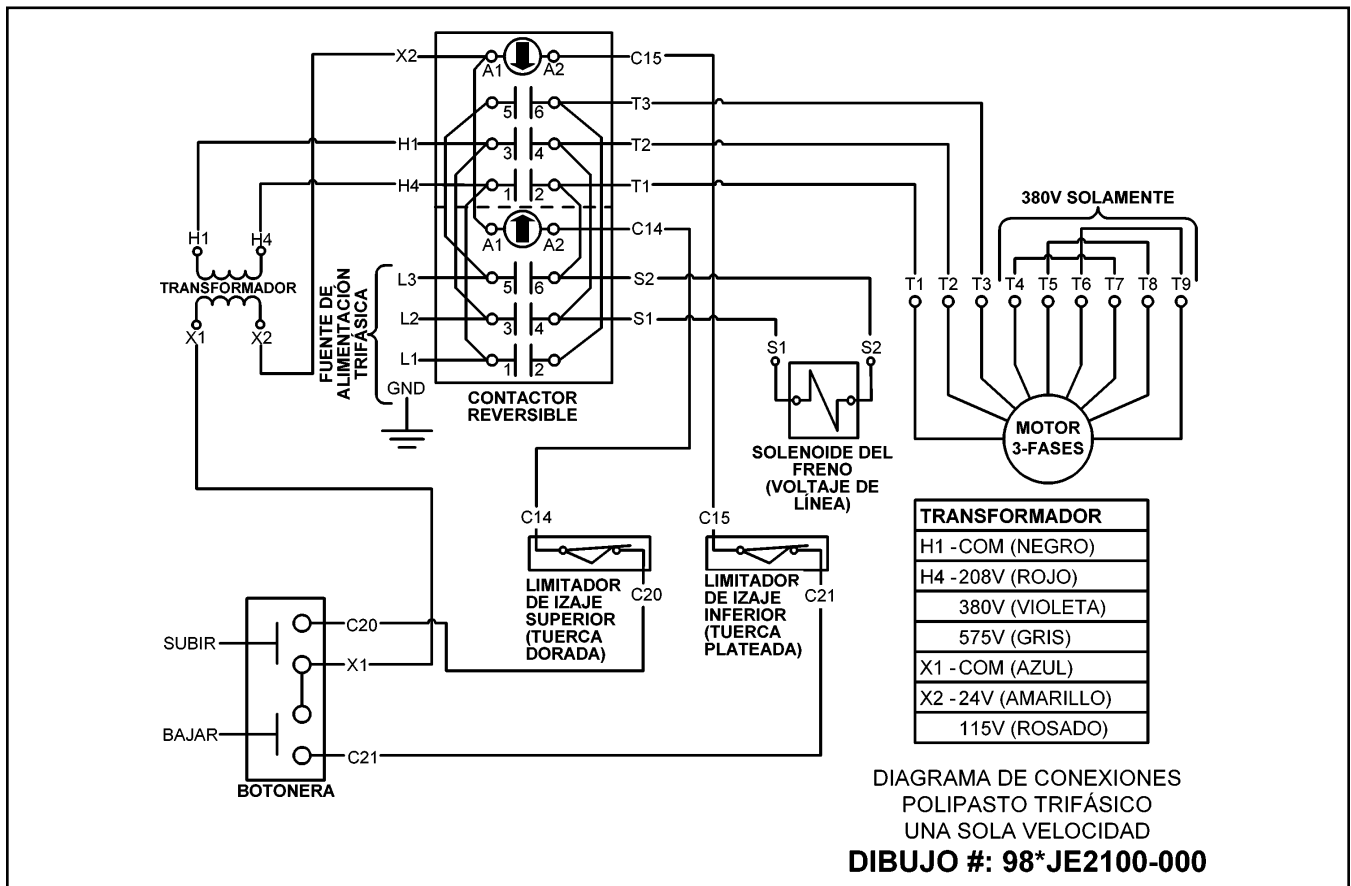 X2
A1
A2
C15
5
6
T3
H1
3
4
T2
H4
1
2
T1
A1
A2
C14
L3
5
6
S2
L2
3
4
S1
L1
1
2
GND
FUENTE DE
ALIMENTACIÓN
TRIFÁSICA
CONTACTOR
REVERSIBLE
H1
H4
TRANSFORMADOR
X1
X2
380V SOLAMENTE
T1
T2
T3
T4
T5
T6
T7
T8
T9
MOTOR
3-FASES
S1
S2
SOLENOIDE DEL
FRENO
(VOLTAJE DE
LÍNEA)
C14
LIMITADOR
DE IZAJE
SUPERIOR
(TUERCA
DORADA)
C20
C15
LIMITADOR
DE IZAJE
INFERIOR
(TUERCA
PLATEADA)
C21
SUBIR
C20
X1
BAJAR
C21
BOTONERA
TRANSFORMADOR
H1 -COM (NEGRO)
H4 -208V (ROJO)
380V (VIOLETA)
575V (GRIS)
X1 -COM (AZUL)
X2 -24V (AMARILLO)
115V (ROSADO)
DIAGRAMA DE CONEXIONES
POLIPASTO TRIFÁSICO
UNA SOLA VELOCIDAD
DIBUJO #: 98*JE2100-000